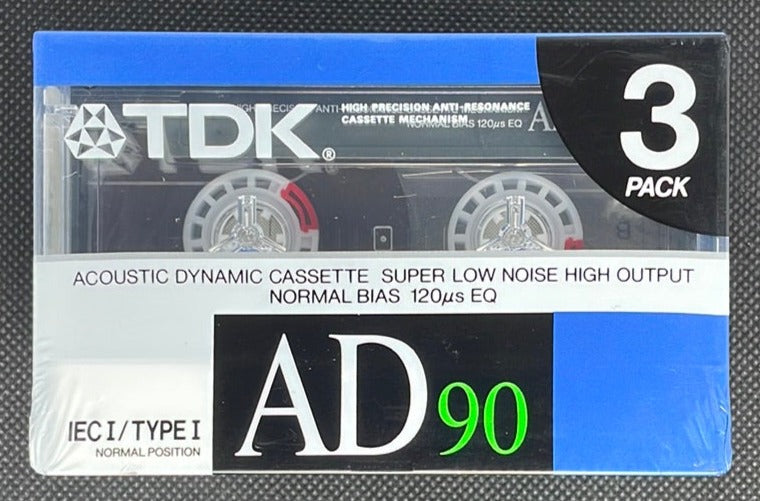 3
PACK
TDK®
HIGH PRECISION ANTI-RESONANCE
CASSETTE MECHANISM
NORMAL BIAS 120µs EQ
ACOUSTIC DYNAMIC CASSETTE SUPER LOW NOISE HIGH OUTPUT
NORMAL BIAS 120µs EQ
AD 90
IEC I/TYPE I
NORMAL POSITION